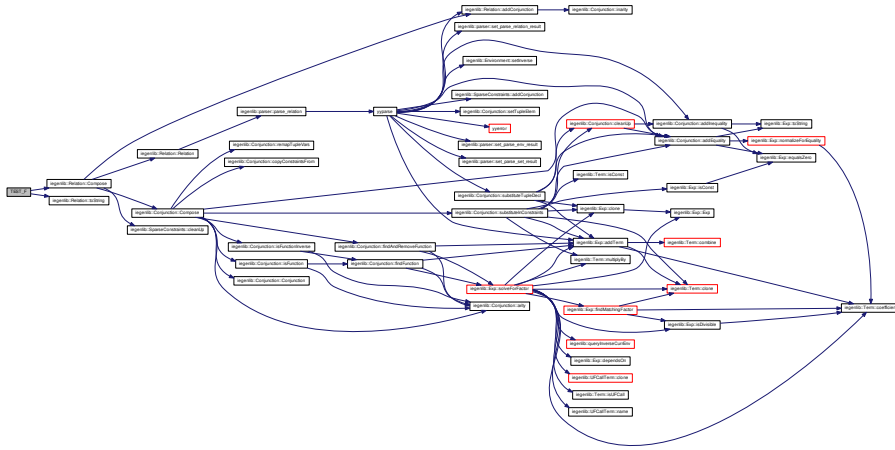 TEST_F
iegenlib::Relation::Compose
iegenlib::Relation::toString
iegenlib::Relation::Relation
iegenlib::Conjunction::Compose
iegenlib::SparseConstraints::cleanUp
iegenlib::parser::parse_relation
iegenlib::Conjunction::remapTupleVars
iegenlib::Conjunction::copyConstraintsFrom
iegenlib::Conjunction::isFunctionInverse
iegenlib::Conjunction::isFunction
iegenlib::Conjunction::Conjunction
iegenlib::Conjunction::findAndRemoveFunction
iegenlib::Conjunction::findFunction
yyparse
iegenlib::Relation::addConjunction
iegenlib::Conjunction::inarity
iegenlib::parser::set_parse_relation_result
iegenlib::Environment::setInverse
iegenlib::SparseConstraints::addConjunction
iegenlib::Conjunction::setTupleElem
yyerror
iegenlib::parser::set_parse_env_result
iegenlib::parser::set_parse_set_result
iegenlib::Conjunction::substituteTupleDecl
iegenlib::Conjunction::substituteInConstraints
iegenlib::Exp::solveForFactor
iegenlib::Conjunction::arity
iegenlib::Conjunction::cleanUp
iegenlib::Term::isConst
iegenlib::Exp::clone
iegenlib::Exp::addTerm
iegenlib::Term::multiplyBy
iegenlib::Exp::findMatchingFactor
iegenlib::queryInverseCurrEnv
iegenlib::Exp::dependsOn
iegenlib::UFCallTerm::clone
iegenlib::Term::isUFCall
iegenlib::UFCallTerm::name
iegenlib::Conjunction::addInequality
iegenlib::Conjunction::addEquality
iegenlib::Exp::isConst
iegenlib::Exp::Exp
iegenlib::Term::combine
iegenlib::Term::clone
iegenlib::Exp::isDivisible
iegenlib::Exp::toString
iegenlib::Exp::normalizeForEquality
iegenlib::Exp::equalsZero
iegenlib::Term::coefficient